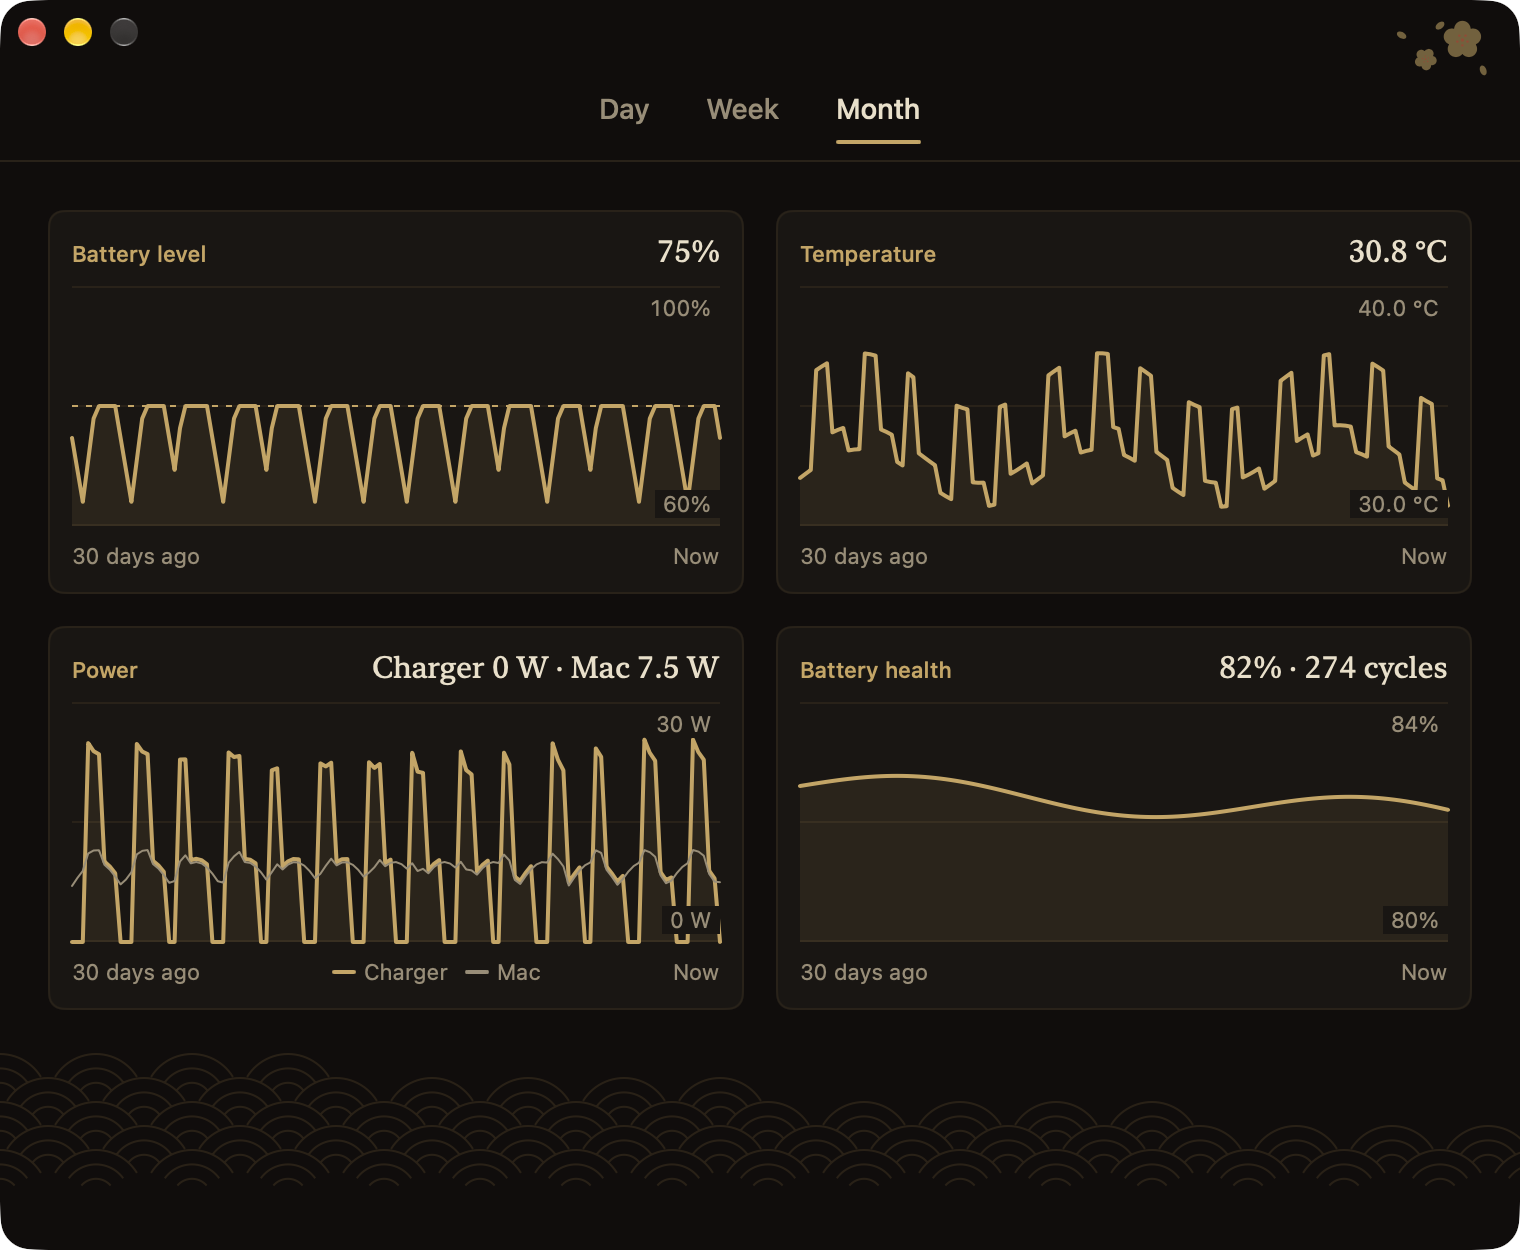 Day Week Month
Battery level 75%
100%
60%
30 days ago Now
Temperature 30.8 °C
40.0 °C
30.0 °C
30 days ago Now
Power Charger 0 W · Mac 7.5 W
30 W
0 W
30 days ago Charger Mac Now
Battery health 82% · 274 cycles
84%
80%
30 days ago Now